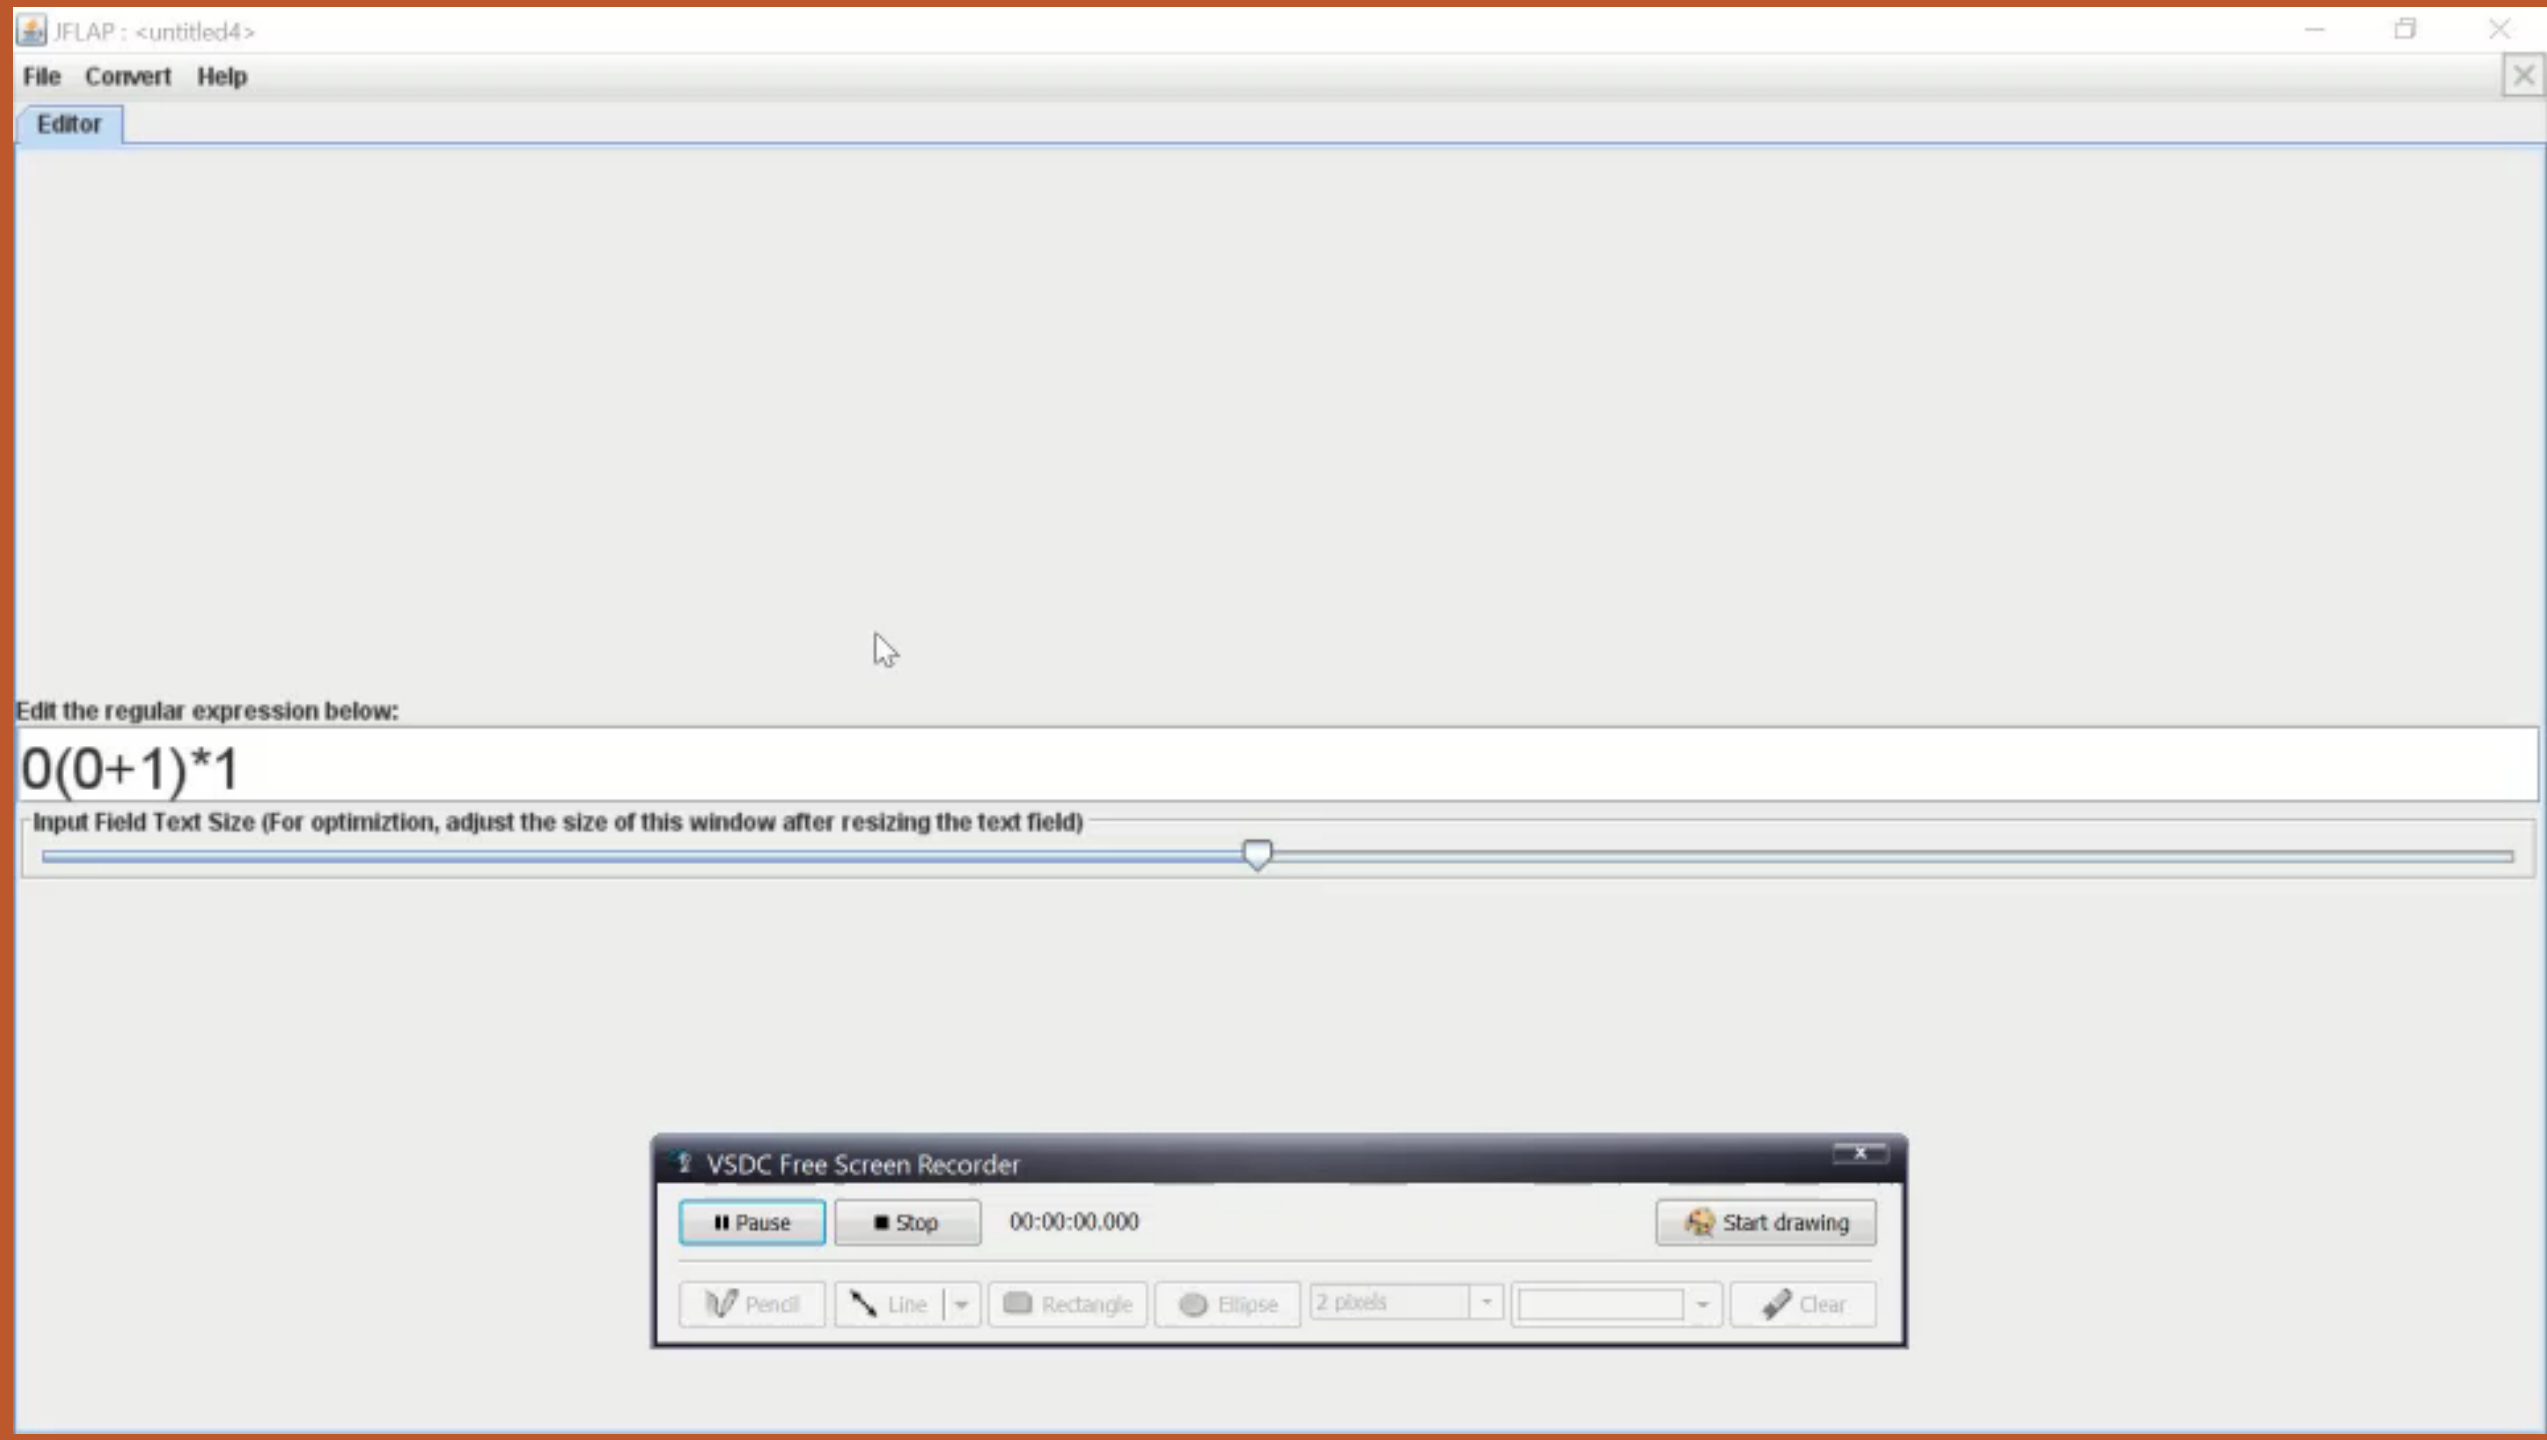 JFLAP : <untitled4>
File Convert Help
Editor
Edit the regular expression below:
0(0+1)*1
Input Field Text Size (For optimiztion, adjust the size of this window after resizing the text field)
VSDC Free Screen Recorder
Pause Stop 00:00:00.000 Start drawing
Pencil Line Rectangle Ellipse 2 pixels Clear